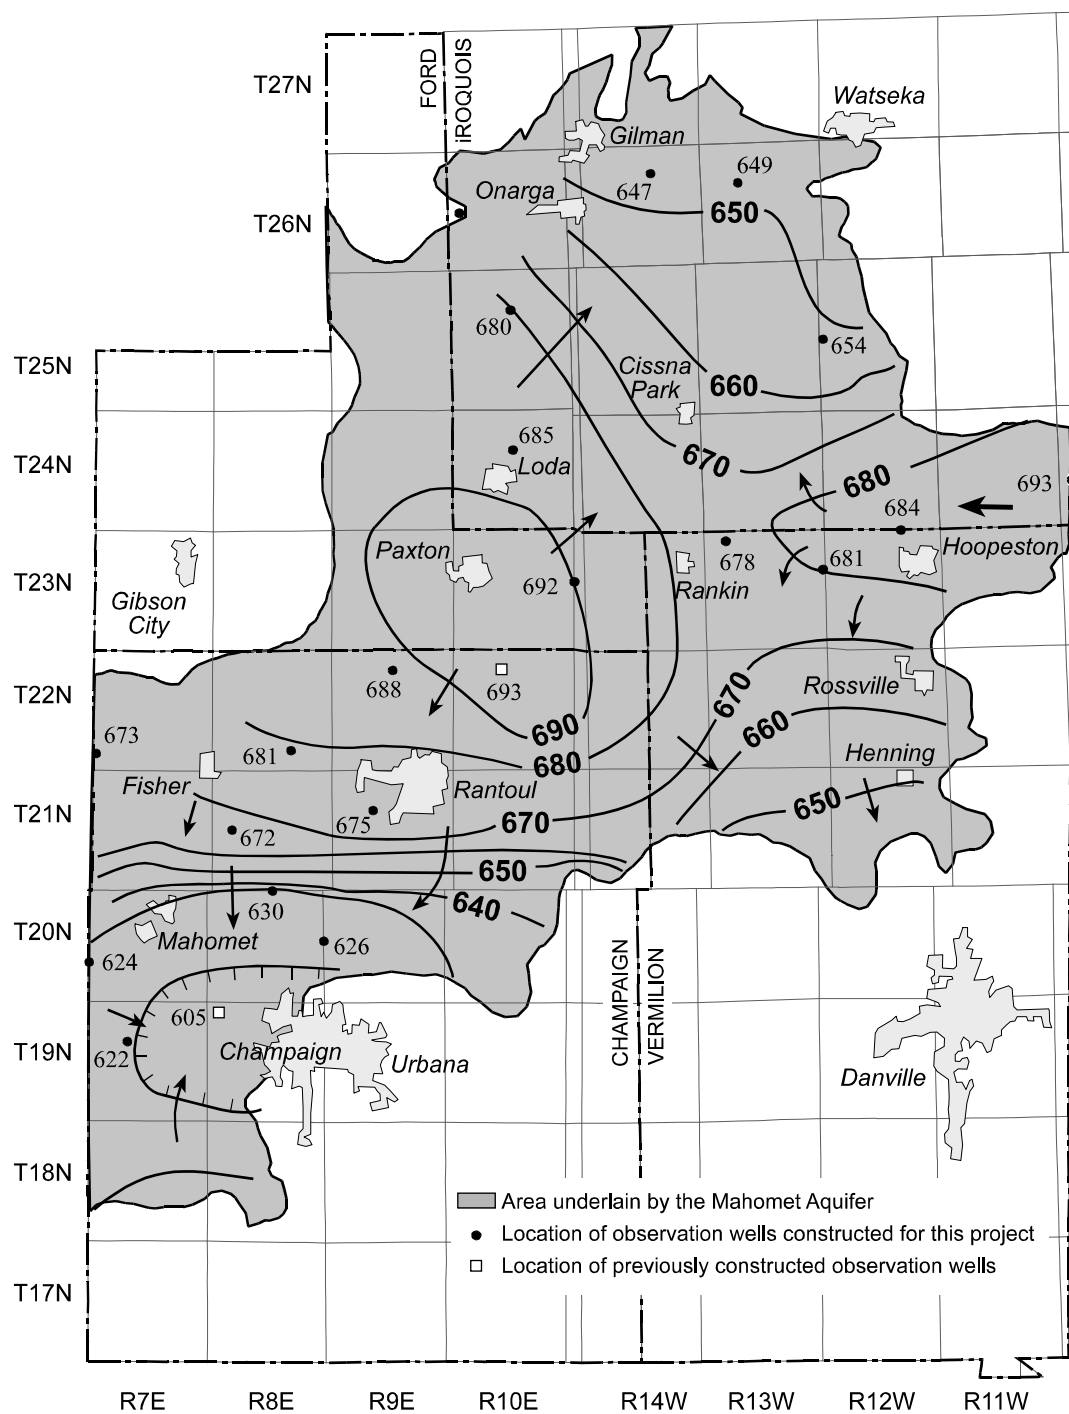 T27N
FORD
iROQUOIS
Watseka
Gilman
649
647
Onarga
650
T26N
680
654
T25N
Cissna
Park
660
685
Loda
670
T24N
680
693
684
Paxton
692
Rankin
678
681
Hoopeston
T23N
Gibson
City
688
693
670
Rossville
T22N
690
660
673
681
680
Henning
Fisher
Rantoul
650
T21N
672
675
670
650
630
640
T20N
Mahomet
626
624
CHAMPAIGN
VERMILION
605
T19N
622
Champaign
Urbana
Danville
T18N
Area underlain by the Mahomet Aquifer
Location of observation wells constructed for this project
Location of previously constructed observation wells
T17N
R7E
R8E
R9E
R10E
R14W
R13W
R12W
R11W